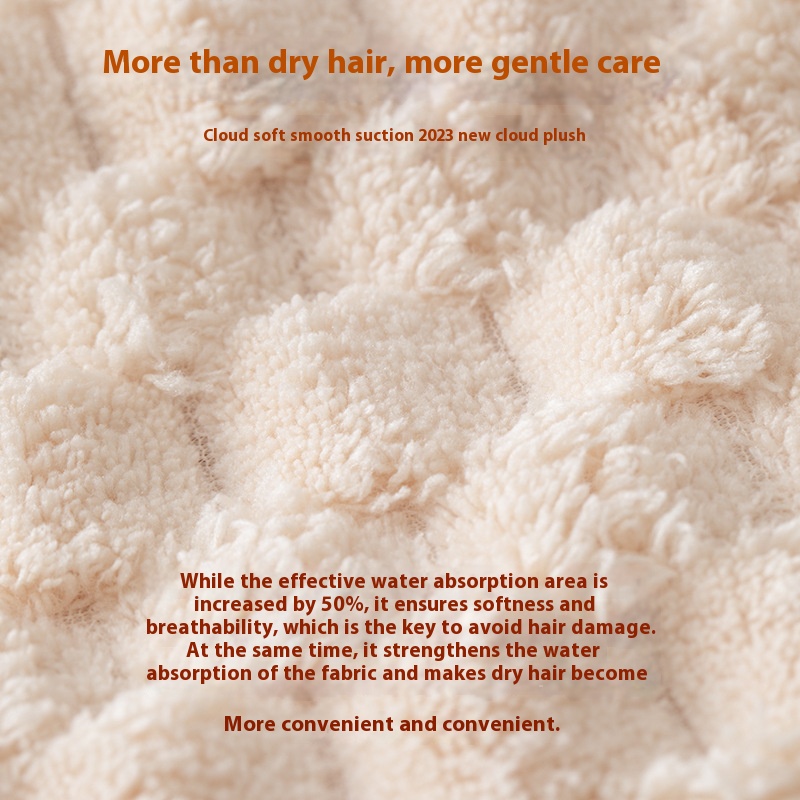 More than dry hair, more gentle care
Cloud soft smooth suction 2023 new cloud plush
While the effective water absorption area is
increased by 50%, it ensures softness and
breathability, which is the key to avoid hair damage.
At the same time, it strengthens the water
absorption of the fabric and makes dry hair become
More convenient and convenient.